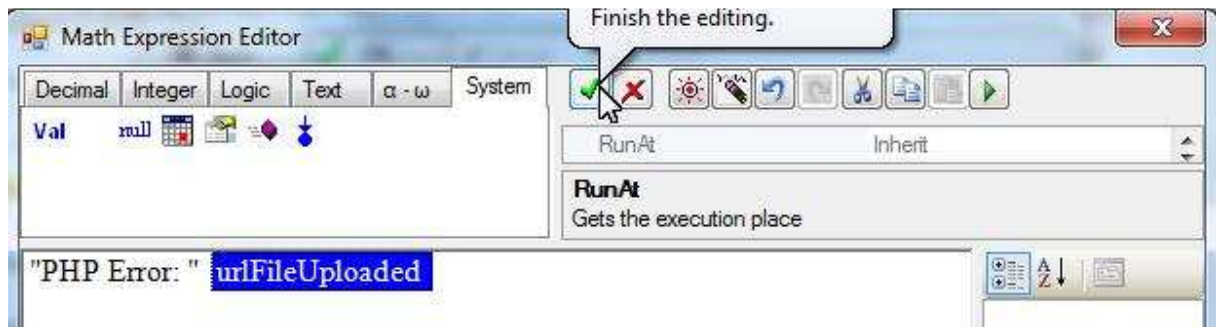 Finish the editing.
Math Expression Editor
Decimal Integer Logic Text α - ω System
Val null
RunAt Inherit
RunAt
Gets the execution place
"PHP Error: " urlFileUploaded